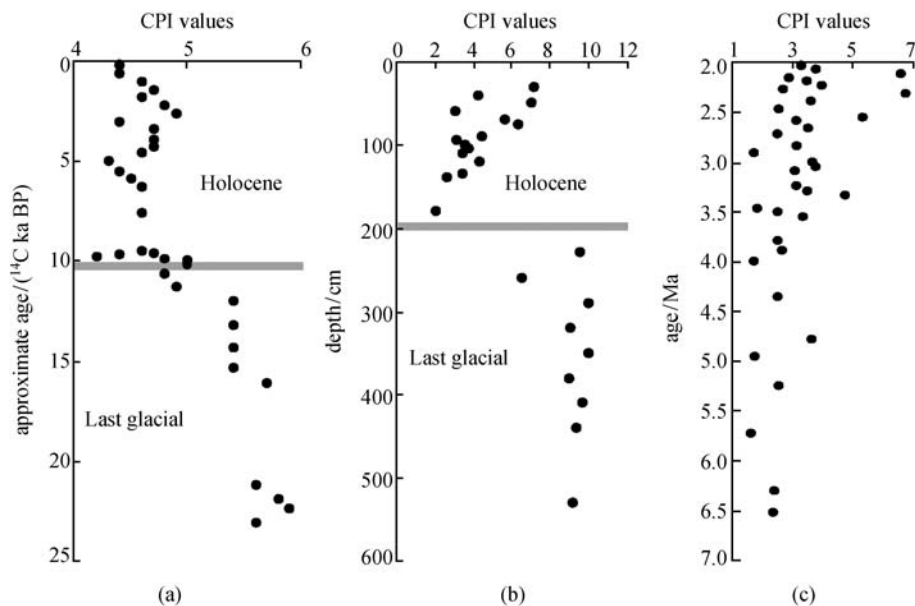 CPI values
4 5 6
0
5
10
15
20
25
approximate age/(¹⁴C ka BP)
Holocene
Last glacial
(a)
CPI values
0 2 4 6 8 10 12
0
100
200
300
400
500
600
depth/cm
Holocene
Last glacial
(b)
CPI values
1 3 5 7
2.0
2.5
3.0
3.5
4.0
4.5
5.0
5.5
6.0
6.5
7.0
age/Ma
(c)